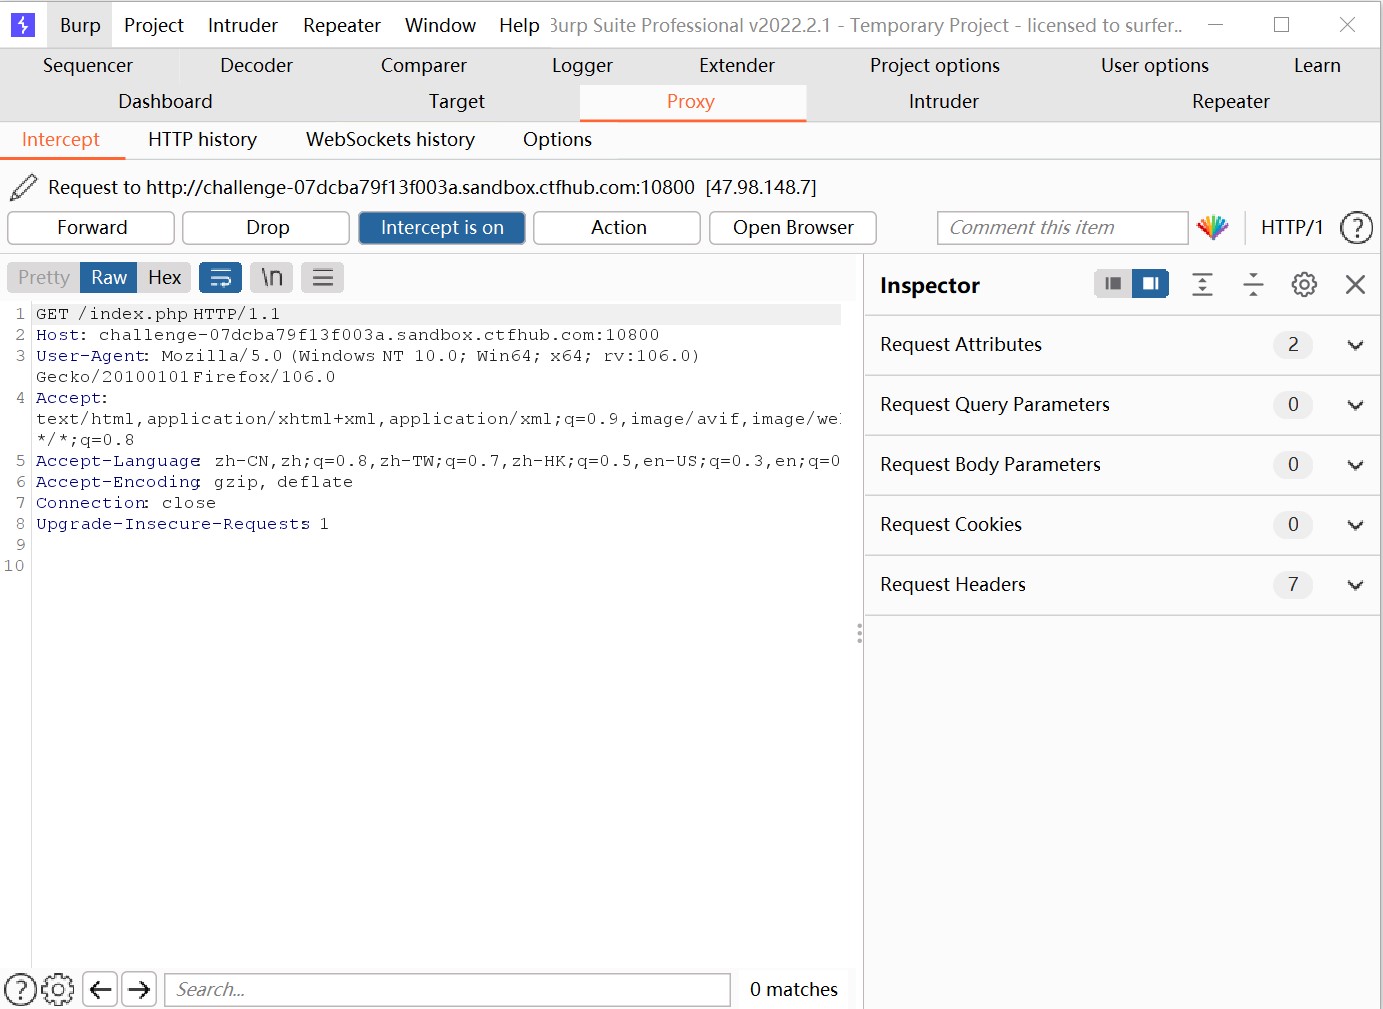 Burp Project Intruder Repeater Window Help Burp Suite Professional v2022.2.1 - Temporary Project - licensed to surfer..
Sequencer Decoder Comparer Logger Extender Project options User options Learn
Dashboard Target Proxy Intruder Repeater
Intercept HTTP history WebSockets history Options
Request to http://challenge-07dcba79f13f003a.sandbox.ctfhub.com:10800 [47.98.148.7]
Forward Drop Intercept is on Action Open Browser Comment this item HTTP/1 ?
Pretty Raw Hex \n
Inspector
1 GET /index.php HTTP/1.1
2 Host: challenge-07dcba79f13f003a.sandbox.ctfhub.com:10800
3 User-Agent: Mozilla/5.0 (Windows NT 10.0; Win64; x64; rv:106.0)
Gecko/20100101 Firefox/106.0
4 Accept:
text/html,application/xhtml+xml,application/xml;q=0.9,image/avif,image/we
*/*;q=0.8
5 Accept-Language: zh-CN,zh;q=0.8,zh-TW;q=0.7,zh-HK;q=0.5,en-US;q=0.3,en;q=0
6 Accept-Encoding: gzip, deflate
7 Connection: close
8 Upgrade-Insecure-Requests: 1
9
10
Request Attributes 2
Request Query Parameters 0
Request Body Parameters 0
Request Cookies 0
Request Headers 7
? Search... 0 matches